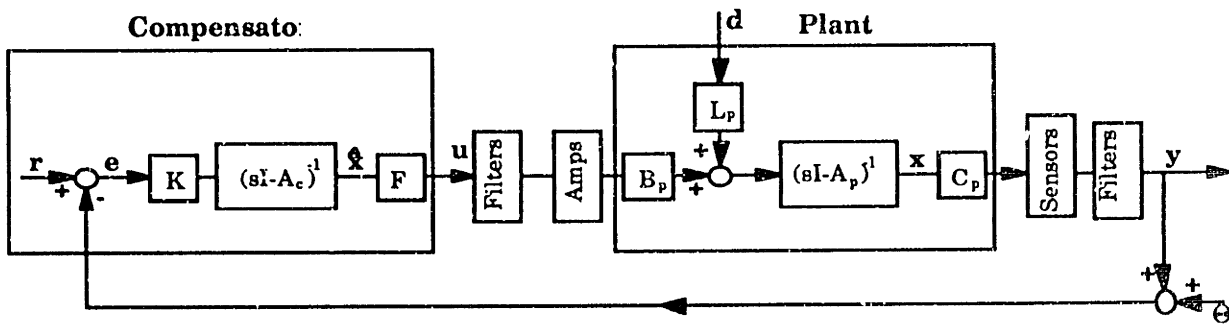 Compensato
d
Plant
L_p
r
+
-
e
K
(sI-A_c)^-1
x̂
F
u
Filters
Amps
B_p
+
+
(sI-A_p)^-1
x
C_p
Sensors
Filters
y
+
+
Θ